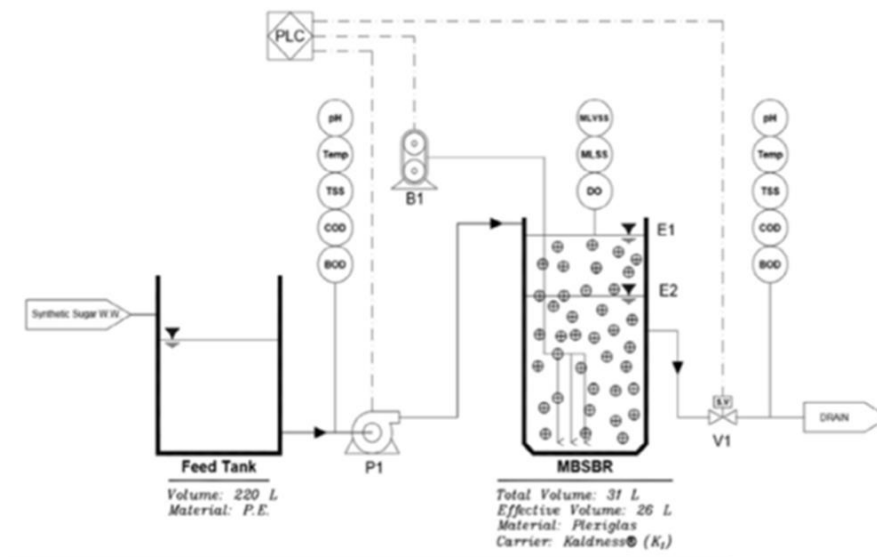 PLC
pH
Temp
TSS
COD
BOD
B1
MLVSS
MLSS
DO
pH
Temp
TSS
COD
BOD
E1
E2
Synthetic Sugar W.W.
S.V
DRAIN
V1
P1
Feed Tank
Volume: 220 L
Material: P.E.
MBSBR
Total Volume: 31 L
Effective Volume: 26 L
Material: Plexiglas
Carrier: Kaldness® (K₁)